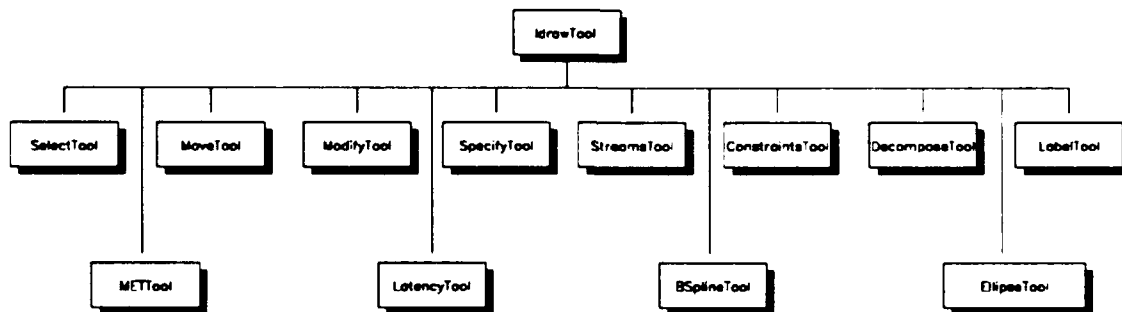 IdrawTool
SelectTool
MoveTool
ModifyTool
SpecifyTool
StreamsTool
ConstraintsTool
DecomposeTool
LabelTool
METTool
LatencyTool
BSplineTool
EllipseTool